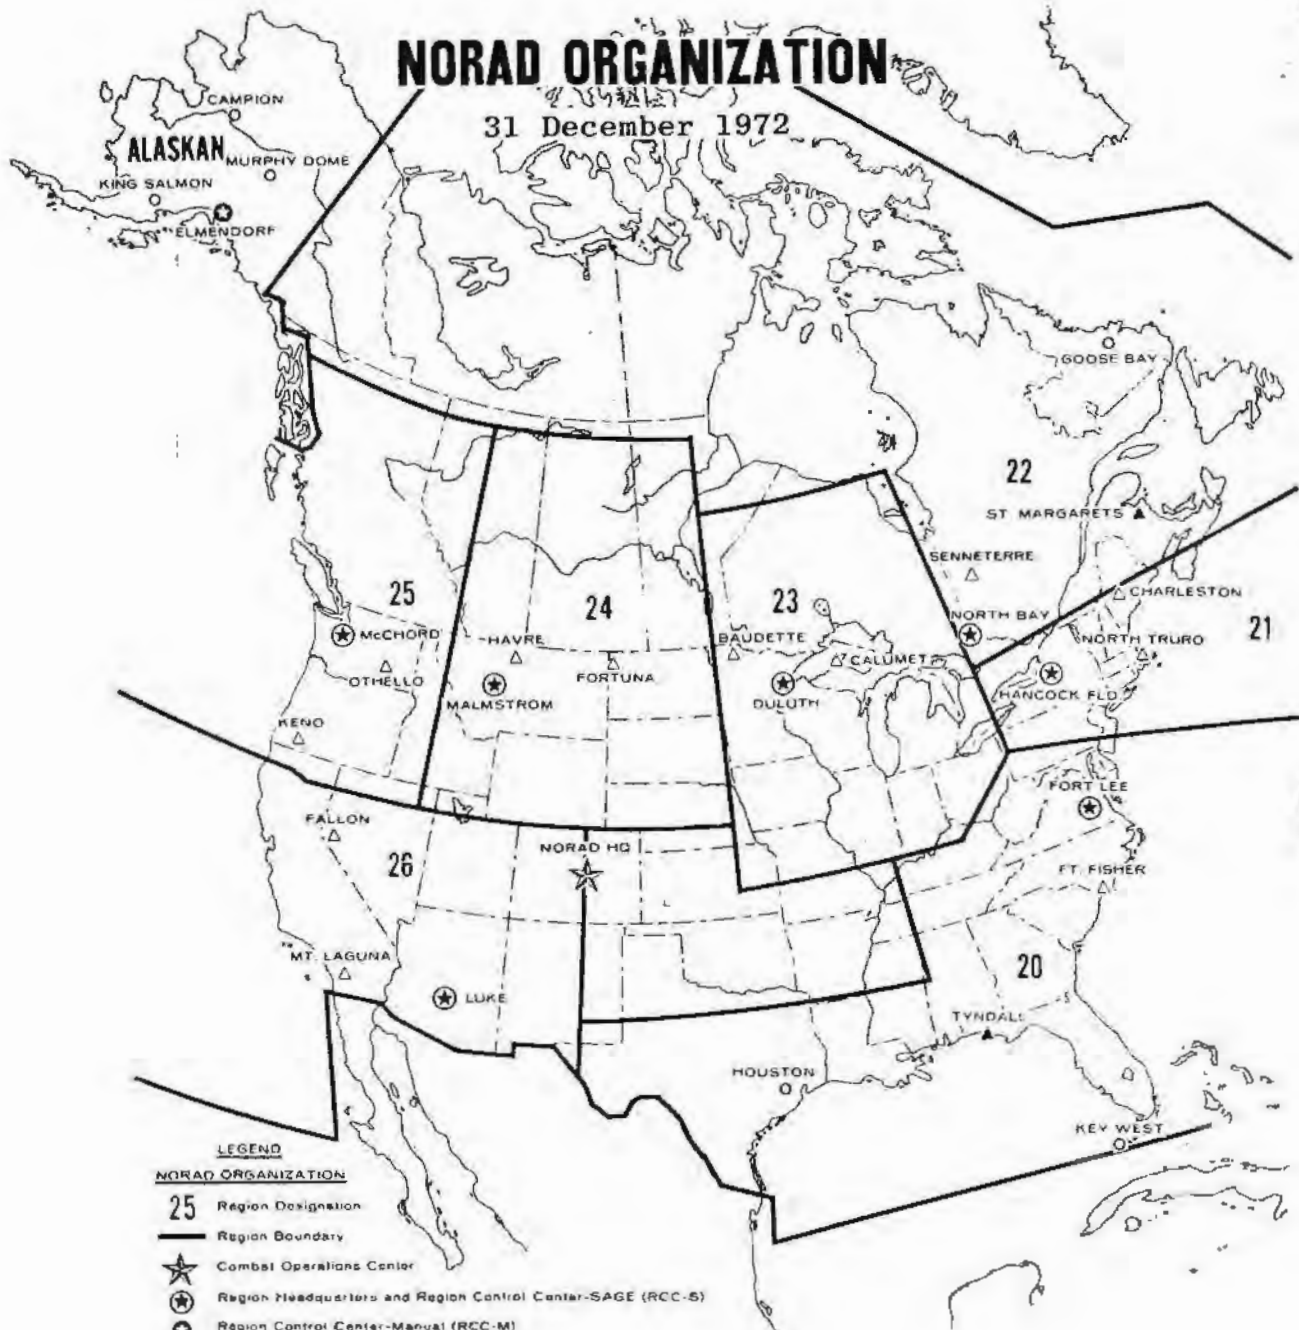 NORAD ORGANIZATION
31 December 1972
CAMPION
ALASKAN
MURPHY DOME
KING SALMON
ELMENDORF
GOOSE BAY
22
ST MARGARETS
SENNETERRE
25
24
23
CHARLESTON
NORTH BAY
21
McCHORD
HAVRE
BAUDETTE
NORTH TRURO
OTHELLO
FORTUNA
CALUMET
MALMSTROM
DULUTH
HANCOCK FLD
KENO
FORT LEE
FALLON
NORAD HQ
26
FT. FISHER
MT. LAGUNA
20
LUKE
TYNDALL
HOUSTON
KEY WEST
LEGEND
NORAD ORGANIZATION
25 Region Designation
Region Boundary
Combat Operations Center
Region Headquarters and Region Control Center-SAGE (RCC-S)
Region Control Center-Manual (RCC-M)